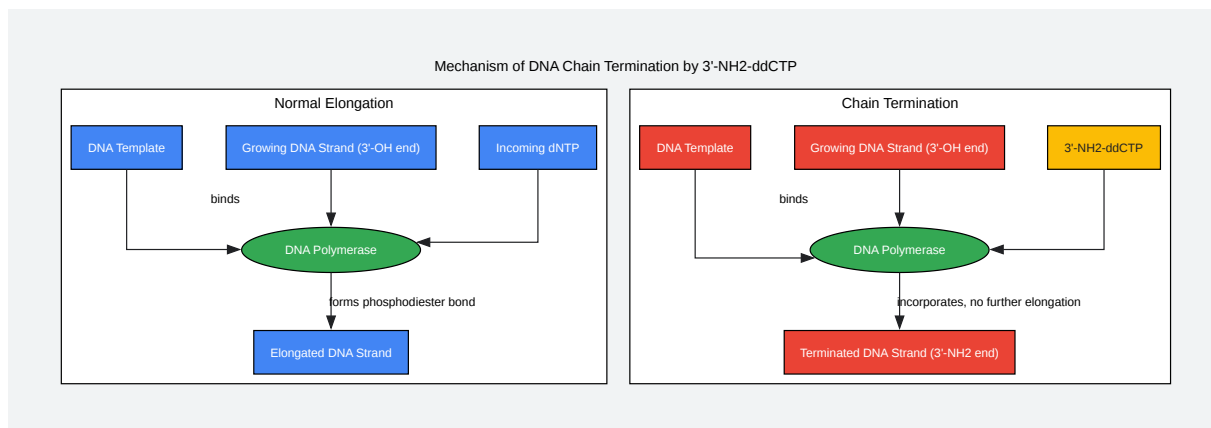 Mechanism of DNA Chain Termination by 3'-NH2-ddCTP
Normal Elongation
DNA Template
Growing DNA Strand (3'-OH end)
Incoming dNTP
binds
DNA Polymerase
forms phosphodiester bond
Elongated DNA Strand
Chain Termination
DNA Template
Growing DNA Strand (3'-OH end)
3'-NH2-ddCTP
binds
DNA Polymerase
incorporates, no further elongation
Terminated DNA Strand (3'-NH2 end)